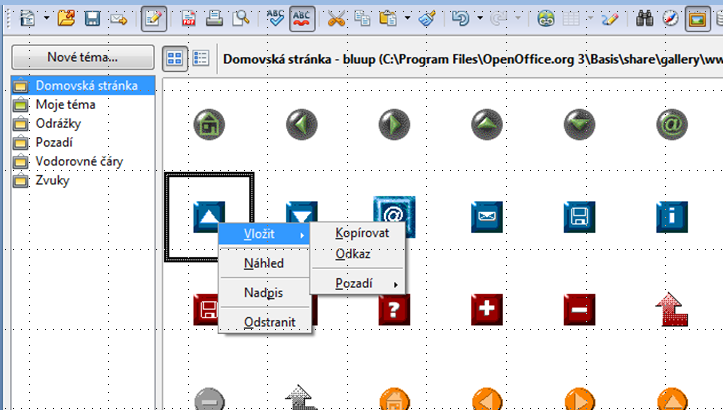 Nové téma...
Domovská stránka - bluup (C:\Program Files\OpenOffice.org 3\Basis\share\gallery\ww
Domovská stránka
Moje téma
Odrážky
Pozadí
Vodorovné čáry
Zvuky
Vložit
Náhled
Nadpis
Odstranit
Kopírovat
Odkaz
Pozadí